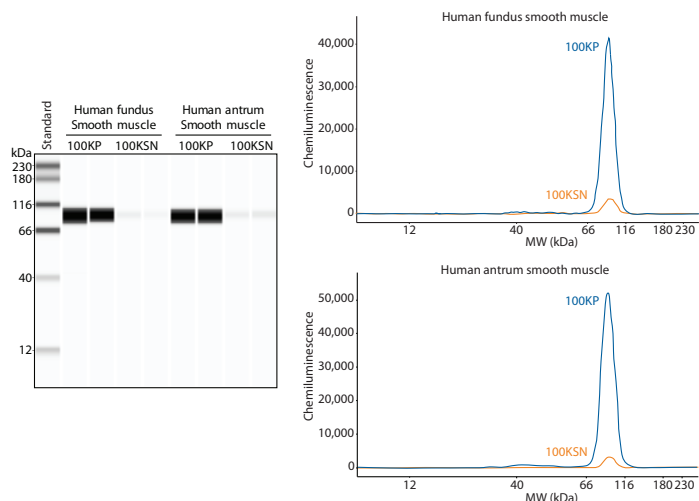 Standard
Human fundus
Smooth muscle
Human antrum
Smooth muscle
100KP 100KSN 100KP 100KSN
kDa
230
180
116
66
40
12
Human fundus smooth muscle
Chemiluminescence
40,000
30,000
20,000
10,000
0
100KP
100KSN
12 40 66 116 180 230
MW (kDa)
Human antrum smooth muscle
Chemiluminescence
50,000
40,000
30,000
20,000
10,000
0
100KP
100KSN
12 40 66 116 180 230
MW (kDa)